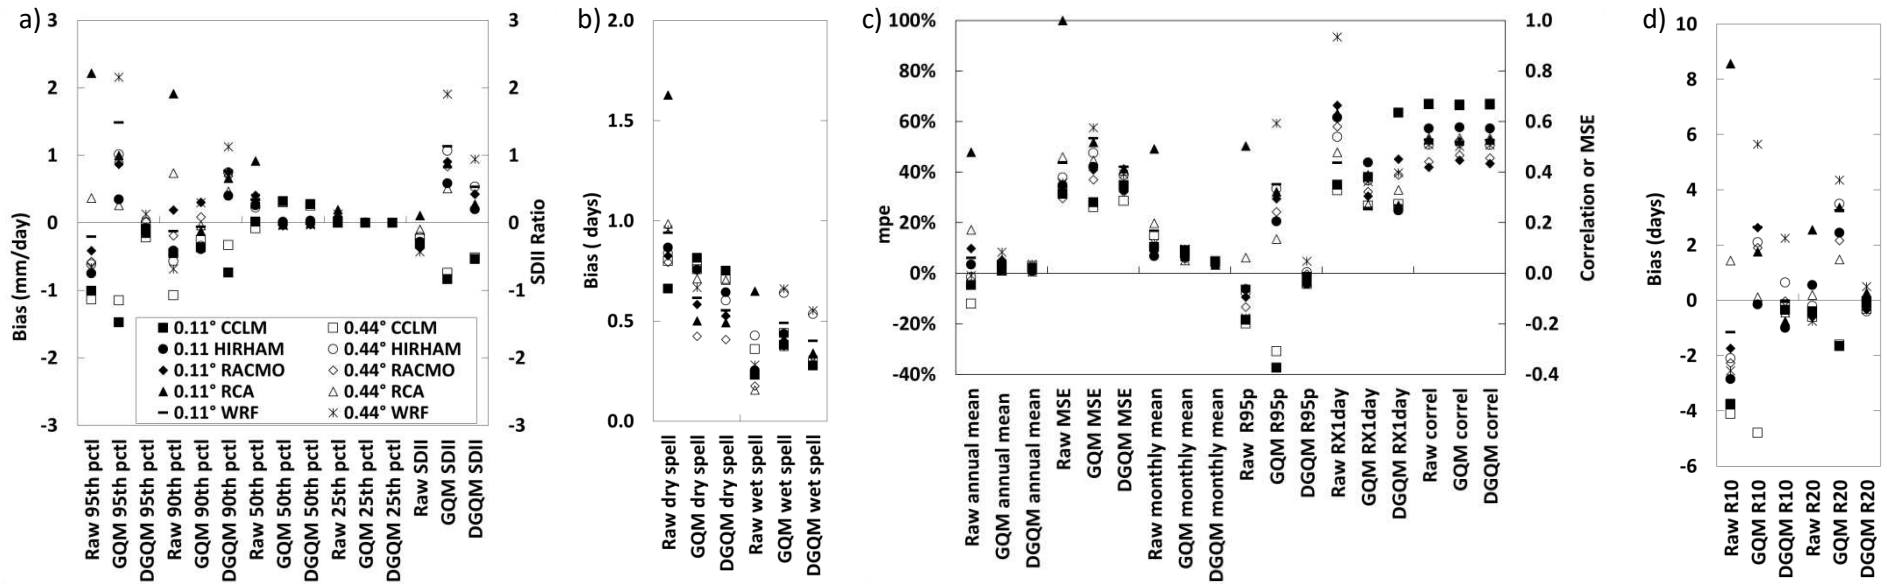 a)
3
2
1
0
-1
-2
-3
Bias (mm/day)
3
2
1
0
-1
-2
-3
SDII Ratio
0.11° CCLM
0.44° CCLM
0.11 HIRHAM
0.44° HIRHAM
0.11° RACMO
0.44° RACMO
0.11° RCA
0.44° RCA
0.11° WRF
0.44° WRF
Raw 95th pctl
GQM 95th pctl
DGQM 95th pctl
Raw 90th pctl
GQM 90th pctl
DGQM 90th pctl
Raw 50th pctl
GQM 50th pctl
DGQM 50th pctl
Raw 25th pctl
GQM 25th pctl
DGQM 25th pctl
Raw SDII
GQM SDII
DGQM SDII
b)
2.0
1.5
1.0
0.5
0.0
Bias ( days)
Raw dry spell
GQM dry spell
DGQM dry spell
Raw wet spell
GQM wet spell
DGQM wet spell
c)
100%
80%
60%
40%
20%
0%
-20%
-40%
mpe
1.0
0.8
0.6
0.4
0.2
0.0
-0.2
-0.4
Correlation or MSE
Raw annual mean
GQM annual mean
DGQM annual mean
Raw MSE
GQM MSE
DGQM MSE
Raw monthly mean
GQM monthly mean
DGQM monthly mean
Raw R95p
GQM R95p
DGQM R95p
Raw RX1day
GQM RX1day
DGQM RX1day
Raw correl
GQM correl
DGQM correl
d)
10
8
6
4
2
0
-2
-4
-6
Bias (days)
Raw R10
GQM R10
DGQM R10
Raw R20
GQM R20
DGQM R20